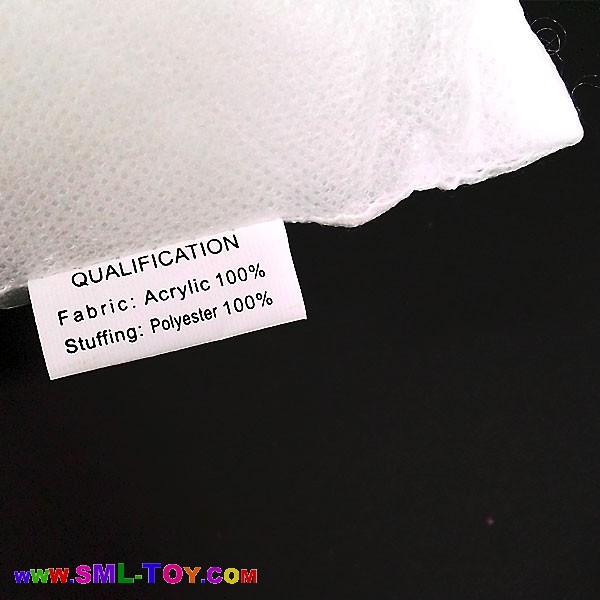 QUALIFICATION
Fabric: Acrylic 100%
Stuffing: Polyester 100%
www.SML-TOY.COM